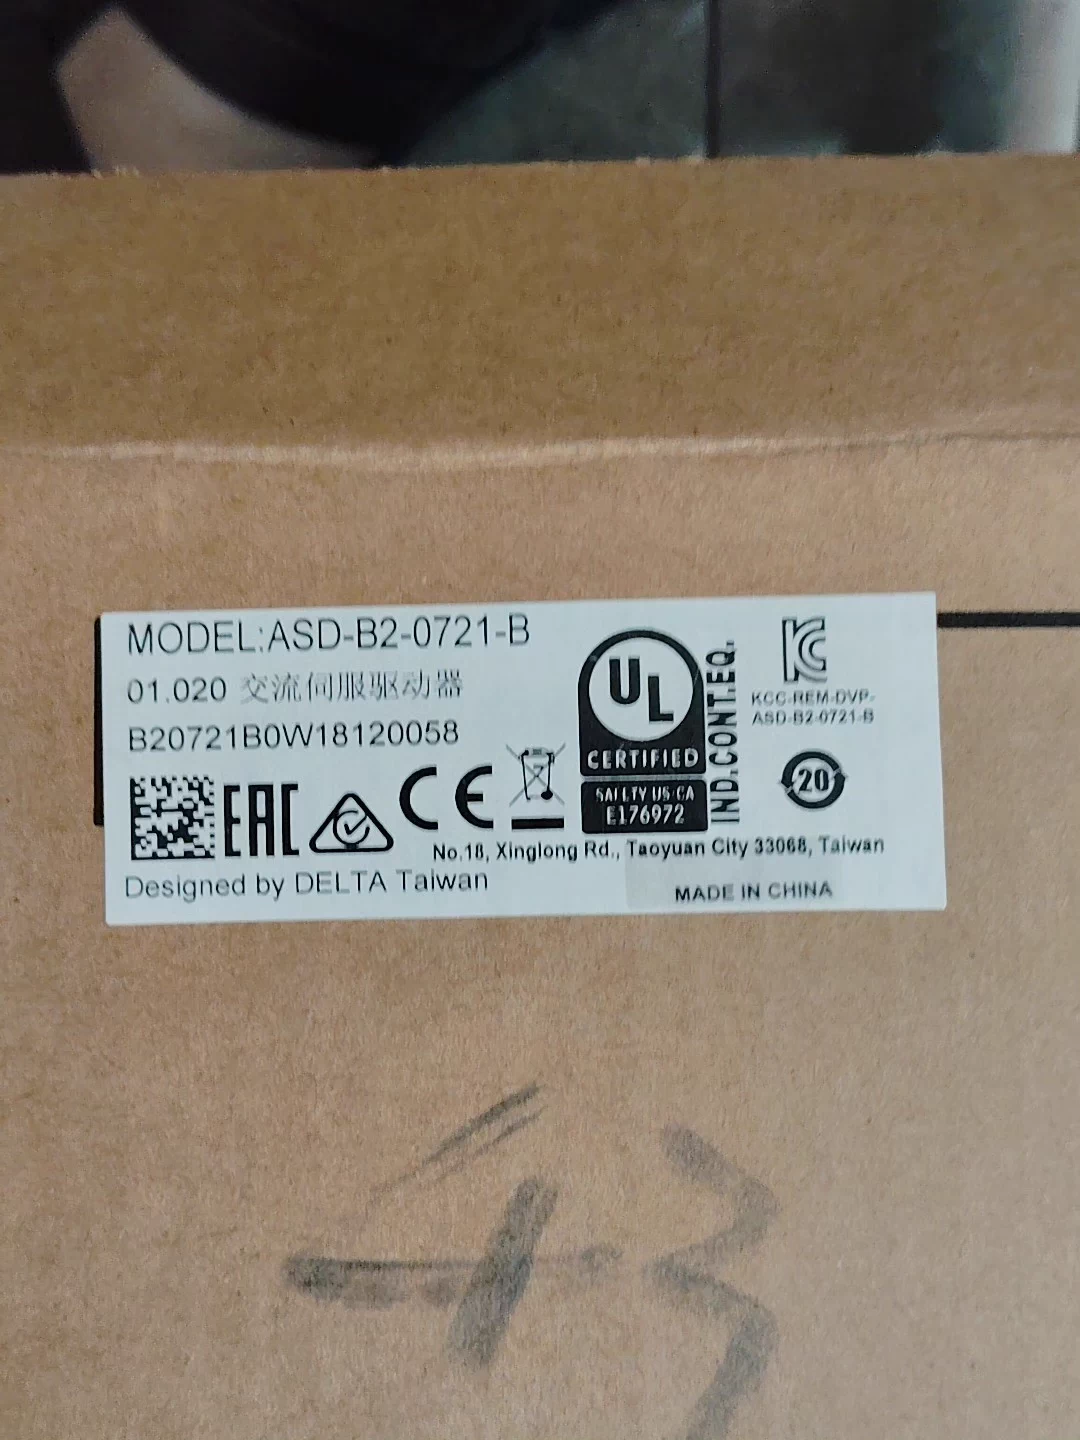 MODEL:ASD-B2-0721-B
01.020 交流伺服驱动器
B20721B0W18120058
EAC
CE
UL
CERTIFIED
SAFETY US CA
E176972
IND.CONT.EQ.
KC
KCC-REM-DVP-
ASD-B2-0721-B
20
No.18, Xinglong Rd., Taoyuan City 33068, Taiwan
Designed by DELTA Taiwan
MADE IN CHINA